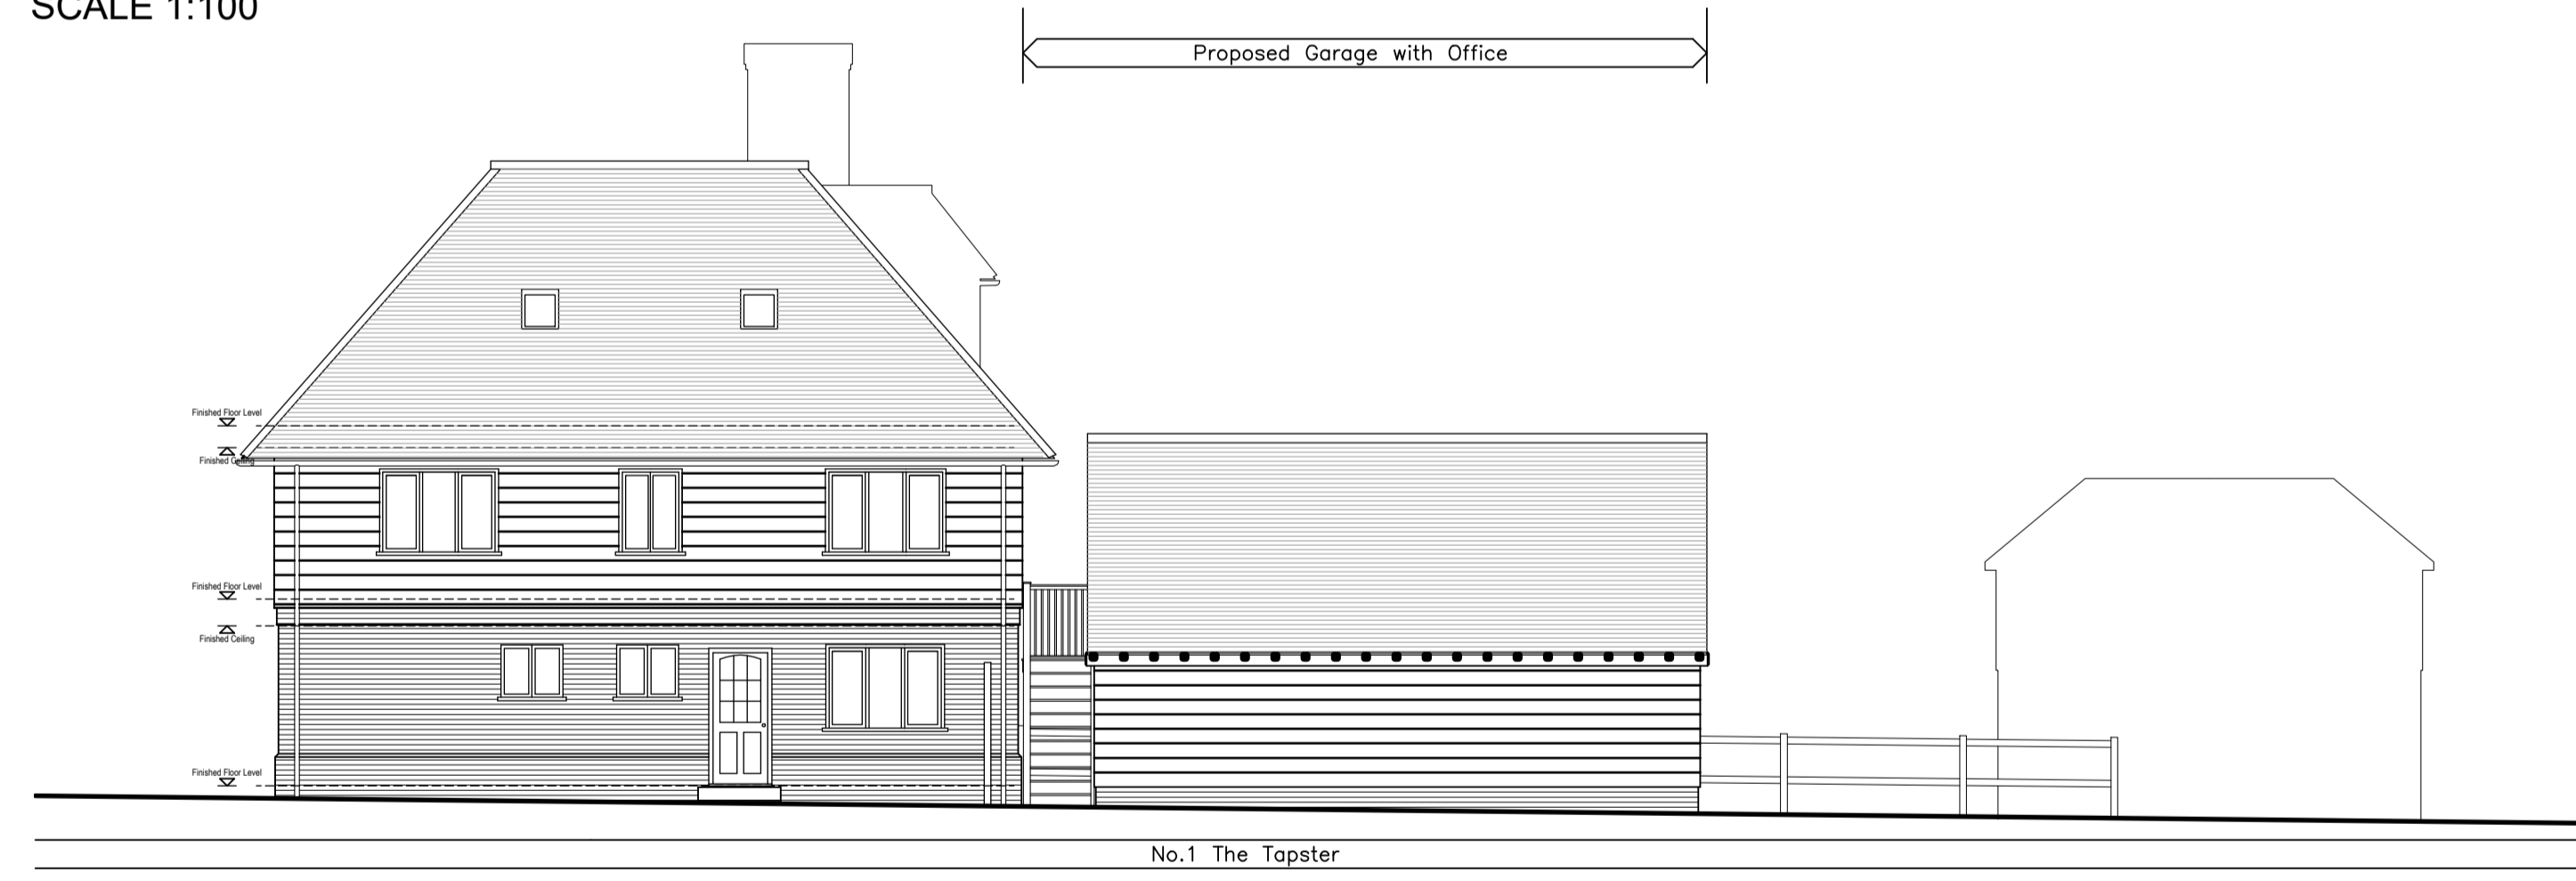 SCALE 1:100
Proposed Garage with Office
Finished Floor Level
Finished Ceiling
Finished Floor Level
Finished Ceiling
Finished Floor Level
No.1 The Tapster